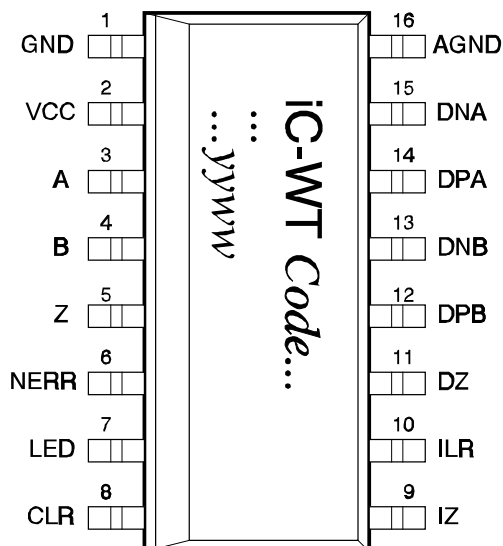 1 16
GND AGND
2 15
VCC DNA
3 14
A DPA
4 13
B DNB
5 12
Z DPB
6 11
NERR DZ
7 10
LED ILR
8 9
CLR IZ
iC-WT Code...
...
...yyww